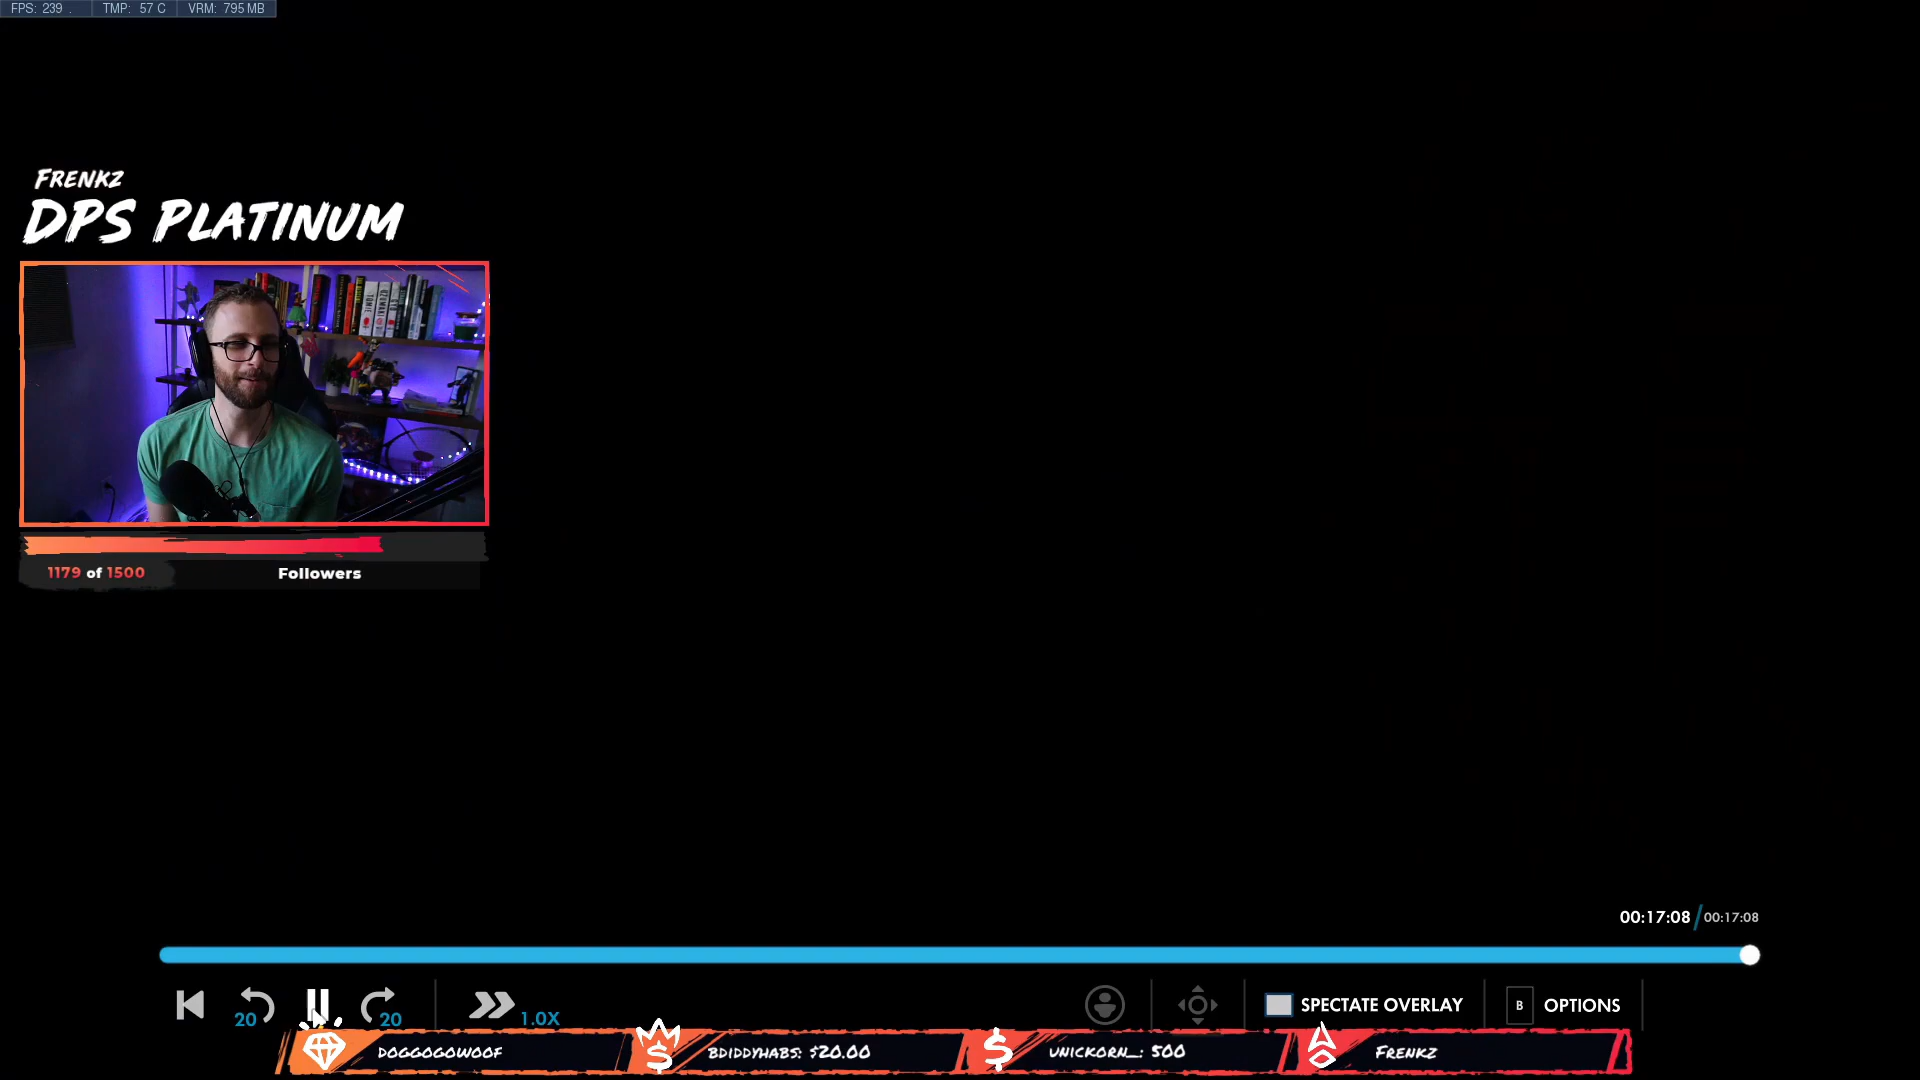 FPS: 239 . TMP: 57 C VRM: 795 MB
FRENKZ
DPS PLATINUM
1179 of 1500 Followers
00:17:08 / 00:17:08
20 20 1.0X SPECTATE OVERLAY B OPTIONS
DOGGOGOWOOF BDIDDYHABS: $20.00 UNICKORN_: 500 FRENKZ